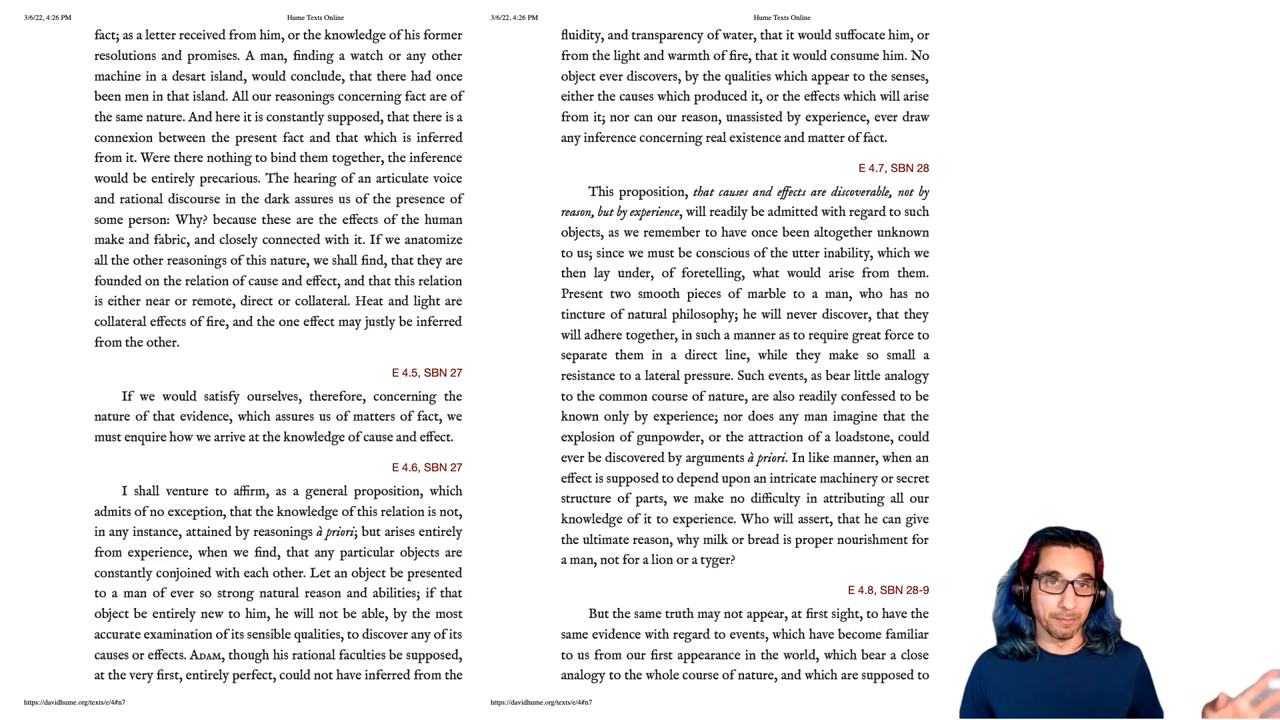 3/6/22, 4:26 PM
Hume Texts Online
fact; as a letter received from him, or the knowledge of his former
resolutions and promises. A man, finding a watch or any other
machine in a desart island, would conclude, that there had once
been men in that island. All our reasonings concerning fact are of
the same nature. And here it is constantly supposed, that there is a
connexion between the present fact and that which is inferred
from it. Were there nothing to bind them together, the inference
would be entirely precarious. The hearing of an articulate voice
and rational discourse in the dark assures us of the presence of
some person: Why? because these are the effects of the human
make and fabric, and closely connected with it. If we anatomize
all the other reasonings of this nature, we shall find, that they are
founded on the relation of cause and effect, and that this relation
is either near or remote, direct or collateral. Heat and light are
collateral effects of fire, and the one effect may justly be inferred
from the other.
E 4.5, SBN 27
If we would satisfy ourselves, therefore, concerning the
nature of that evidence, which assures us of matters of fact, we
must enquire how we arrive at the knowledge of cause and effect.
E 4.6, SBN 27
I shall venture to affirm, as a general proposition, which
admits of no exception, that the knowledge of this relation is not,
in any instance, attained by reasonings à priori; but arises entirely
from experience, when we find, that any particular objects are
constantly conjoined with each other. Let an object be presented
to a man of ever so strong natural reason and abilities; if that
object be entirely new to him, he will not be able, by the most
accurate examination of its sensible qualities, to discover any of its
causes or effects. ADAM, though his rational faculties be supposed,
at the very first, entirely perfect, could not have inferred from the
https://davidhume.org/texts/e/4#n7
3/6/22, 4:26 PM
Hume Texts Online
fluidity, and transparency of water, that it would suffocate him, or
from the light and warmth of fire, that it would consume him. No
object ever discovers, by the qualities which appear to the senses,
either the causes which produced it, or the effects which will arise
from it; nor can our reason, unassisted by experience, ever draw
any inference concerning real existence and matter of fact.
E 4.7, SBN 28
This proposition, that causes and effects are discoverable, not by
reason, but by experience, will readily be admitted with regard to such
objects, as we remember to have once been altogether unknown
to us; since we must be conscious of the utter inability, which we
then lay under, of foretelling, what would arise from them.
Present two smooth pieces of marble to a man, who has no
tincture of natural philosophy; he will never discover, that they
will adhere together, in such a manner as to require great force to
separate them in a direct line, while they make so small a
resistance to a lateral pressure. Such events, as bear little analogy
to the common course of nature, are also readily confessed to be
known only by experience; nor does any man imagine that the
explosion of gunpowder, or the attraction of a loadstone, could
ever be discovered by arguments à priori. In like manner, when an
effect is supposed to depend upon an intricate machinery or secret
structure of parts, we make no difficulty in attributing all our
knowledge of it to experience. Who will assert, that he can give
the ultimate reason, why milk or bread is proper nourishment for
a man, not for a lion or a tyger?
E 4.8, SBN 28-9
But the same truth may not appear, at first sight, to have the
same evidence with regard to events, which have become familiar
to us from our first appearance in the world, which bear a close
analogy to the whole course of nature, and which are supposed to
https://davidhume.org/texts/e/4#n7